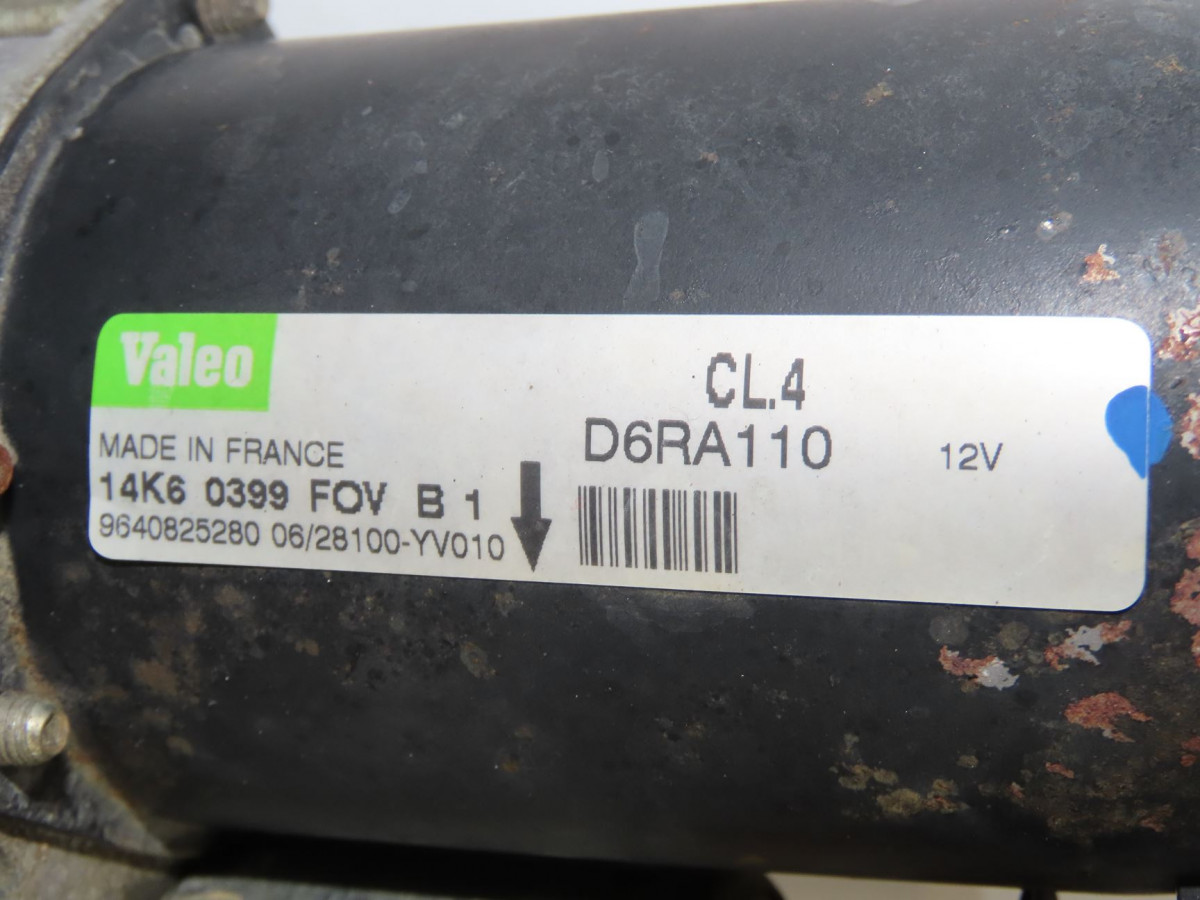 Valeo
CL.4
D6RA110
12V
MADE IN FRANCE
14K6 0399 FOV B 1
9640825280 06/28100-YV010